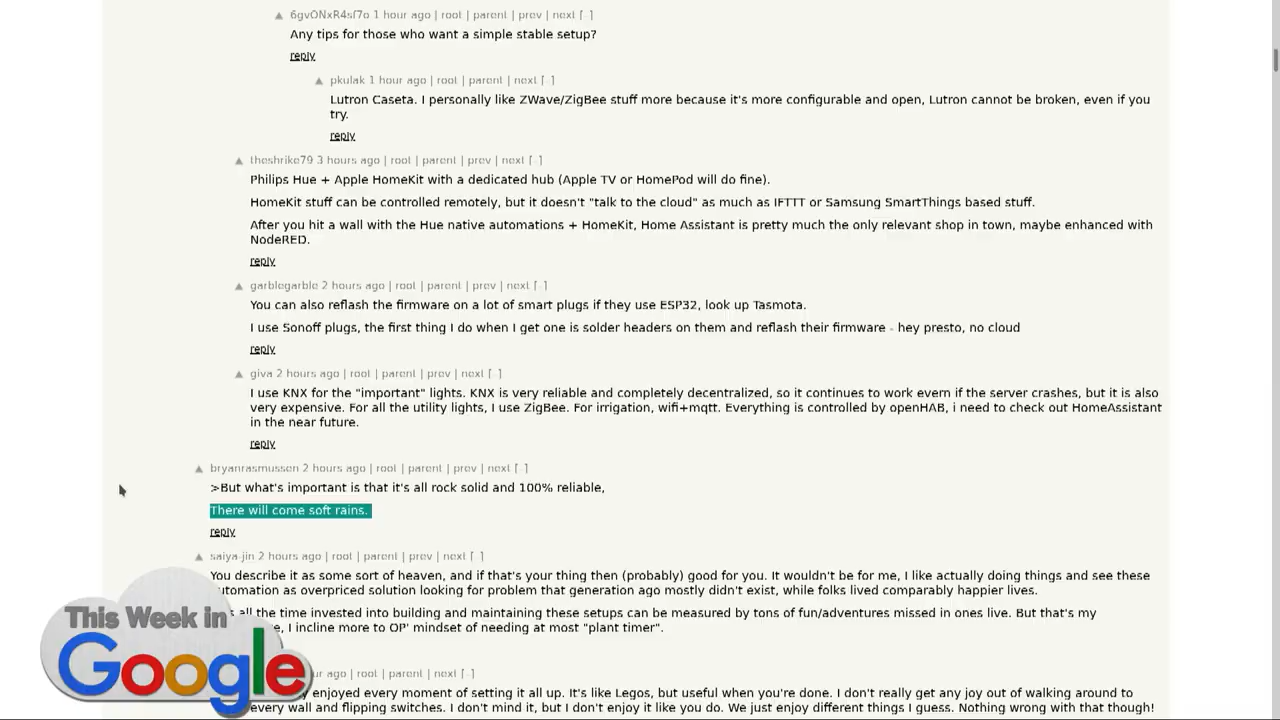 6gvONxR4sf7o 1 hour ago | root | parent | prev | next [-]
Any tips for those who want a simple stable setup?
reply
pkulak 1 hour ago | root | parent | next [-]
Lutron Caseta. I personally like ZWave/ZigBee stuff more because it's more configurable and open, Lutron cannot be broken, even if you
try.
reply
theshrike79 3 hours ago | root | parent | prev | next [-]
Philips Hue + Apple HomeKit with a dedicated hub (Apple TV or HomePod will do fine).
HomeKit stuff can be controlled remotely, but it doesn't "talk to the cloud" as much as IFTTT or Samsung SmartThings based stuff.
After you hit a wall with the Hue native automations + HomeKit, Home Assistant is pretty much the only relevant shop in town, maybe enhanced with
NodeRED.
reply
garblegarble 2 hours ago | root | parent | prev | next [-]
You can also reflash the firmware on a lot of smart plugs if they use ESP32, look up Tasmota.
I use Sonoff plugs, the first thing I do when I get one is solder headers on them and reflash their firmware - hey presto, no cloud
reply
giva 2 hours ago | root | parent | prev | next [-]
I use KNX for the "important" lights. KNX is very reliable and completely decentralized, so it continues to work evern if the server crashes, but it is also
very expensive. For all the utility lights, I use ZigBee. For irrigation, wifi+mqtt. Everything is controlled by openHAB, i need to check out HomeAssistant
in the near future.
reply
bryanrasmussen 2 hours ago | root | parent | prev | next [-]
>But what's important is that it's all rock solid and 100% reliable,
There will come soft rains.
reply
saiya-jin 2 hours ago | root | parent | prev | next [-]
You describe it as some sort of heaven, and if that's your thing then (probably) good for you. It wouldn't be for me, I like actually doing things and see these
automation as overpriced solution looking for problem that generation ago mostly didn't exist, while folks lived comparably happier lives.
all the time invested into building and maintaining these setups can be measured by tons of fun/adventures missed in ones live. But that's my
I incline more to OP' mindset of needing at most "plant timer".
ago | root | parent | next [-]
enjoyed every moment of setting it all up. It's like Legos, but useful when you're done. I don't really get any joy out of walking around to
every wall and flipping switches. I don't mind it, but I don't enjoy it like you do. We just enjoy different things I guess. Nothing wrong with that though!
This Week in
Google